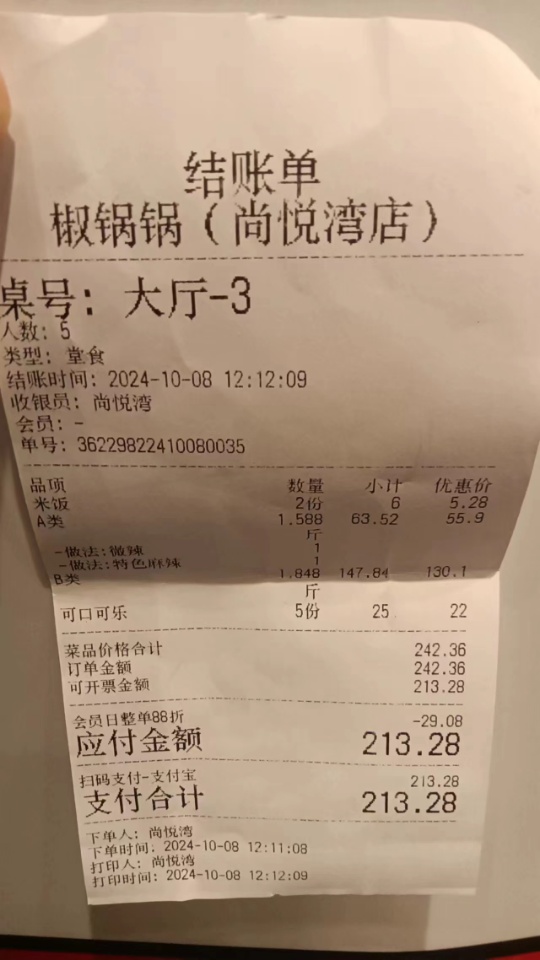 结账单
椒锅锅（尚悦湾店）
桌号：大厅-3
人数：5
类型：堂食
结账时间：2024-10-08 12:12:09
收银员：尚悦湾
会员：-
单号：36229822410080035
品项 数量 小计 优惠价
米饭 2份 6 5.28
A类 1.588 63.52 55.9
斤
-做法：微辣 1
-做法：特色麻辣 1
B类 1.848 147.84 130.1
斤
可口可乐 5份 25 22
菜品价格合计 242.36
订单金额 242.36
可开票金额 213.28
会员日整单88折 -29.08
应付金额 213.28
扫码支付-支付宝 213.28
支付合计 213.28
下单人：尚悦湾
下单时间：2024-10-08 12:11:08
打印人：尚悦湾
打印时间：2024-10-08 12:12:09